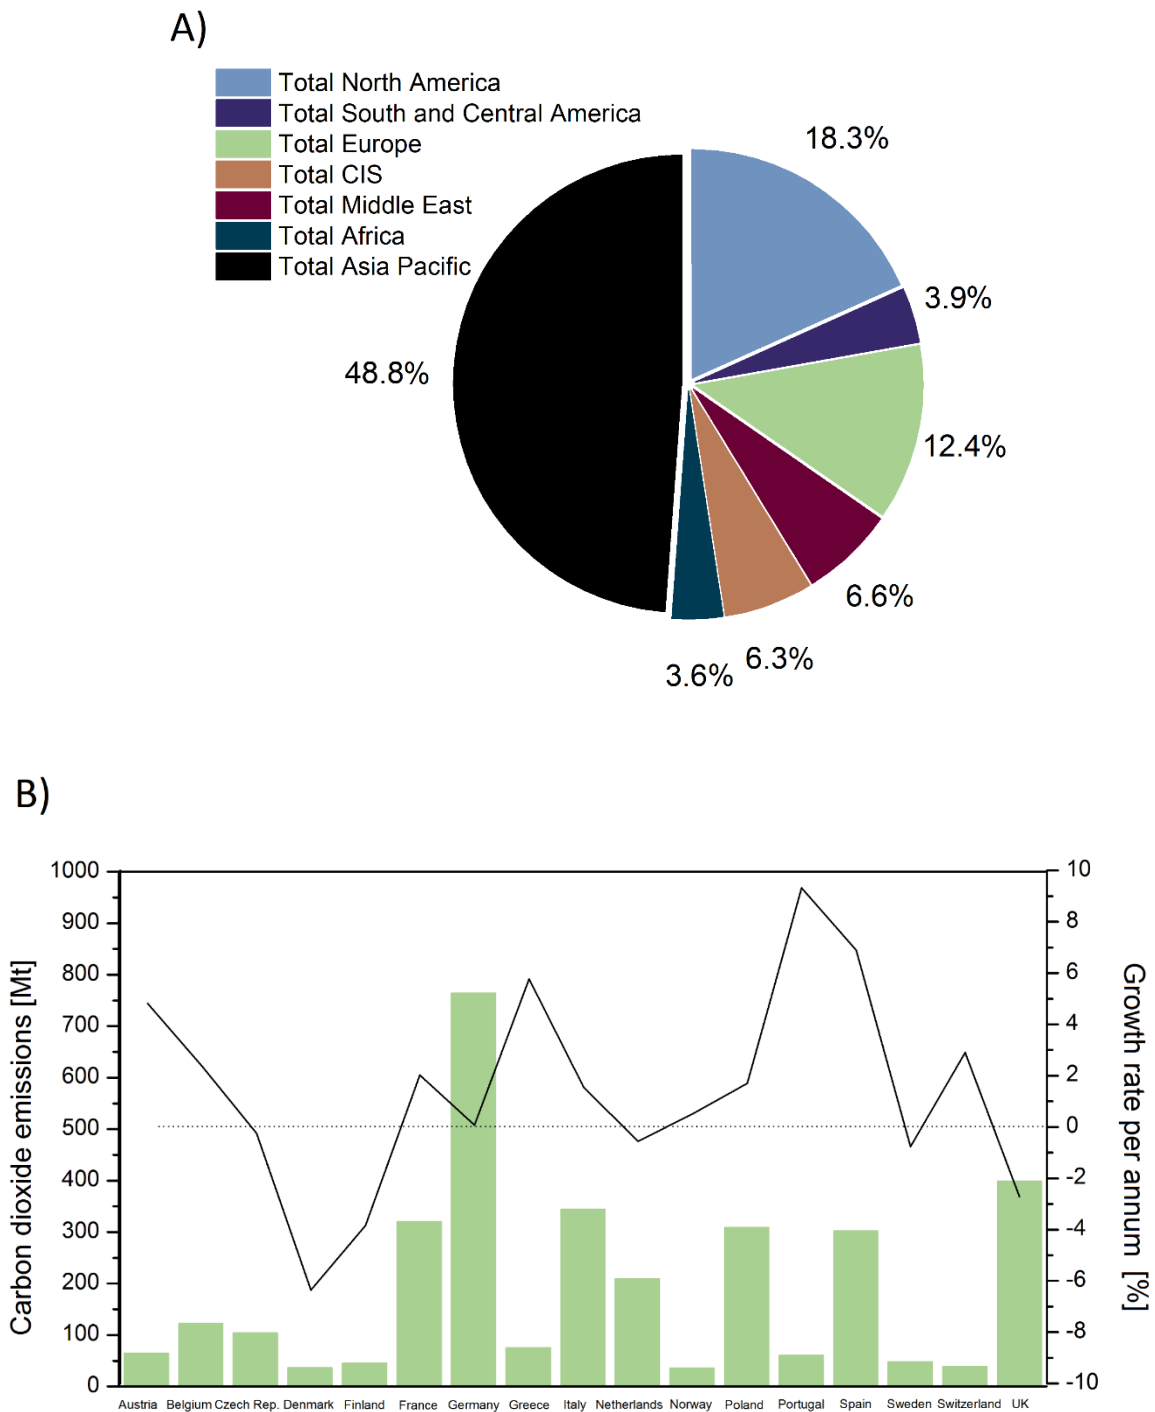 A)
Total North America
Total South and Central America
Total Europe
Total CIS
Total Middle East
Total Africa
Total Asia Pacific
18.3%
3.9%
12.4%
6.6%
6.3%
3.6%
48.8%
B)
Carbon dioxide emissions [Mt]
1000
900
800
700
600
500
400
300
200
100
0
10
8
6
4
2
0
-2
-4
-6
-8
-10
Growth rate per annum [%]
Austria Belgium Czech Rep. Denmark Finland France Germany Greece Italy Netherlands Norway Poland Portugal Spain Sweden Switzerland UK